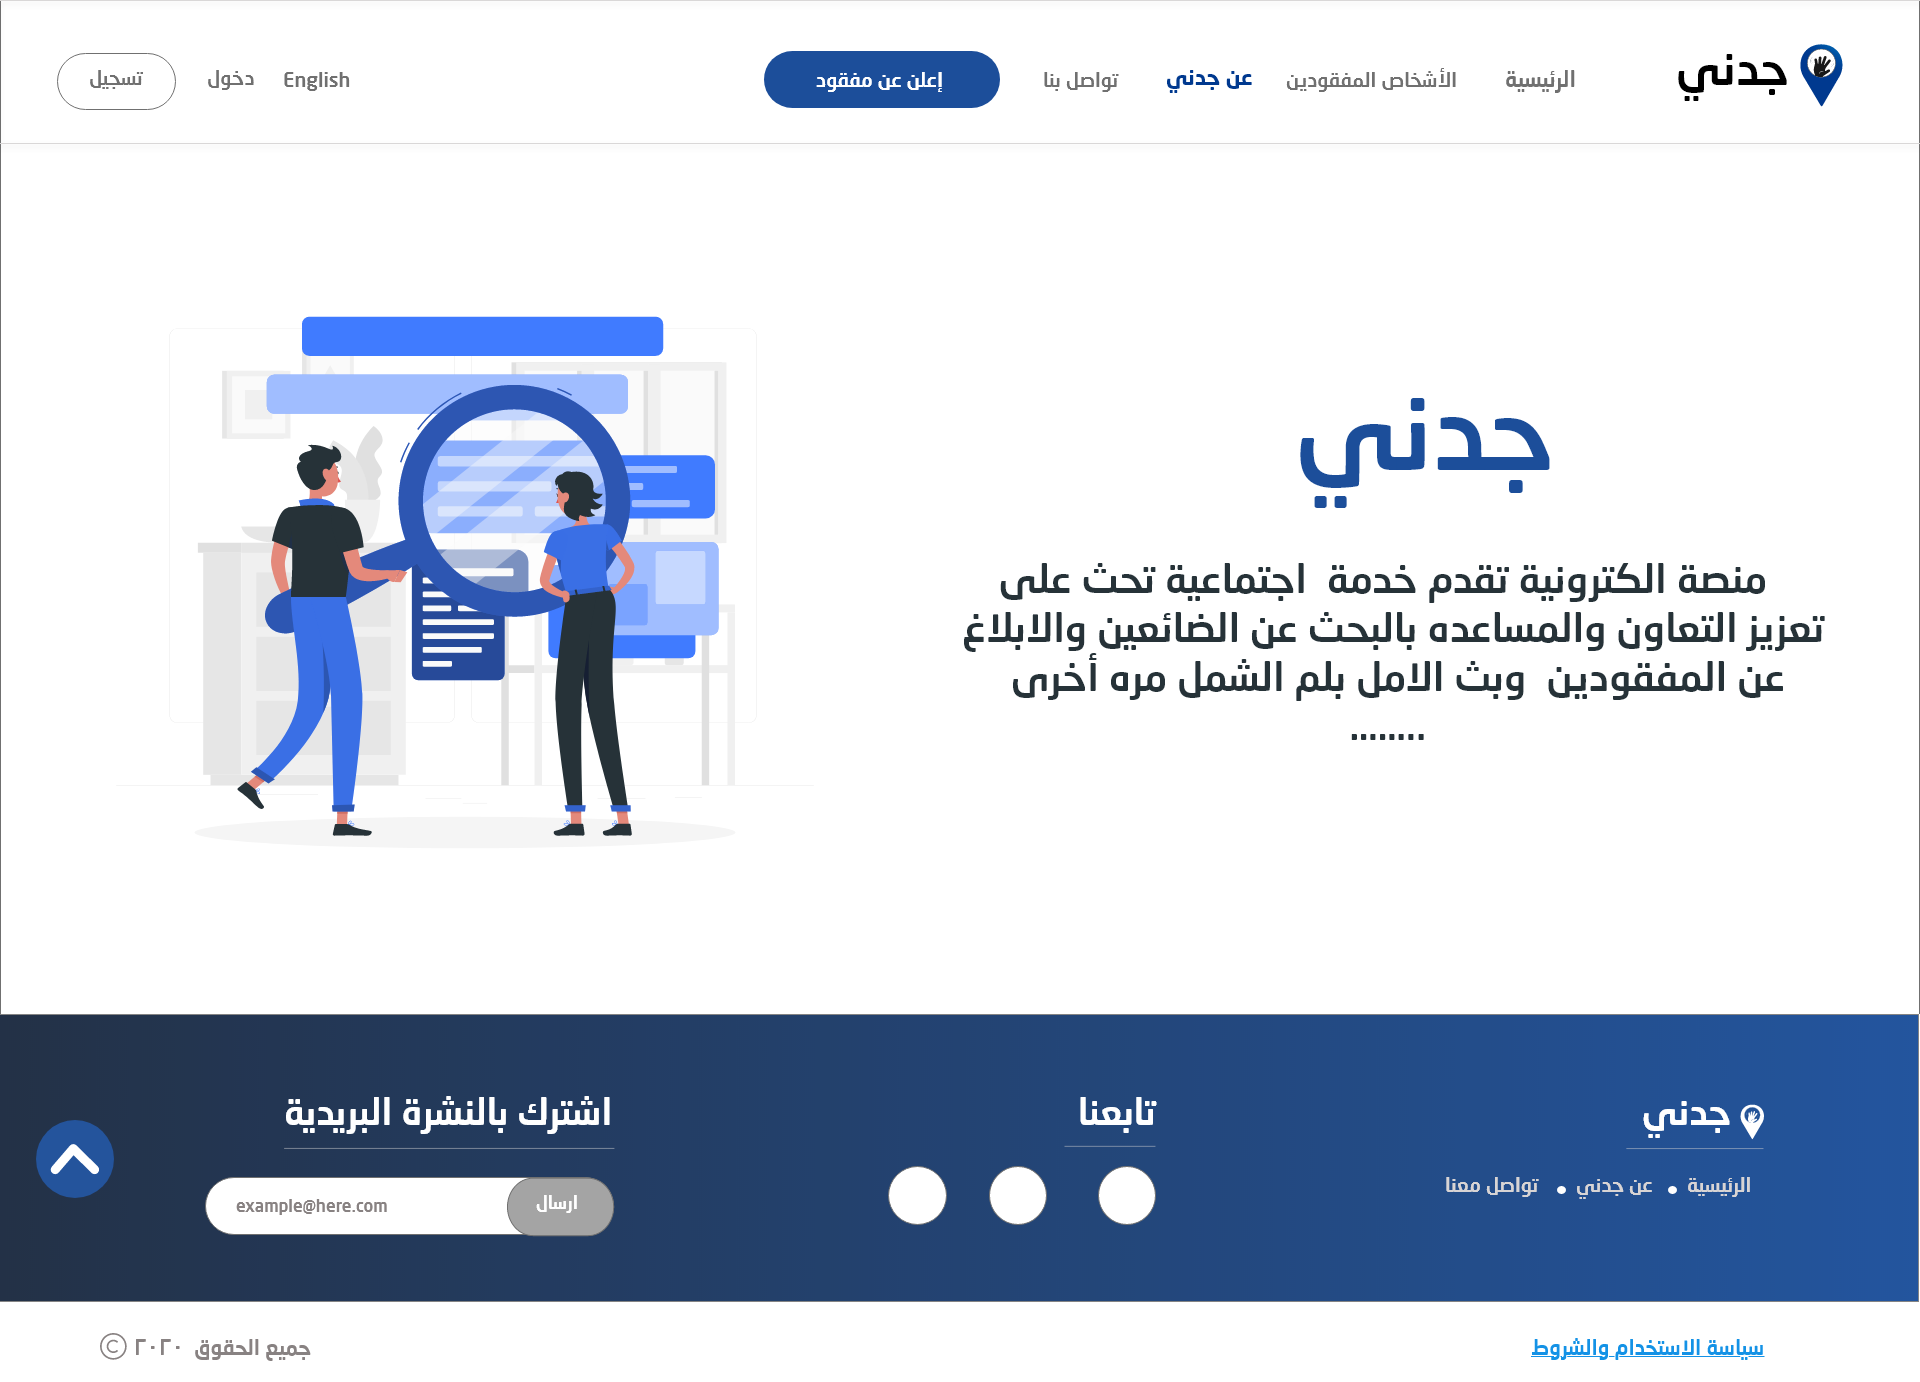 جدني
الرئيسية
الأشخاص المفقودين
عن جدني
تواصل بنا
إعلن عن مفقود
English
دخول
تسجيل
جدني
منصة الكترونية تقدم خدمة اجتماعية تحث على
تعزيز التعاون والمساعده بالبحث عن الضائعين والابلاغ
عن المفقودين وبث الامل بلم الشمل مره أخرى
........
جدني
الرئيسية • عن جدني • تواصل معنا
تابعنا
اشترك بالنشرة البريدية
ارسال
example@here.com
سياسة الاستخدام والشروط
جميع الحقوق ٢٠٢٠ ©